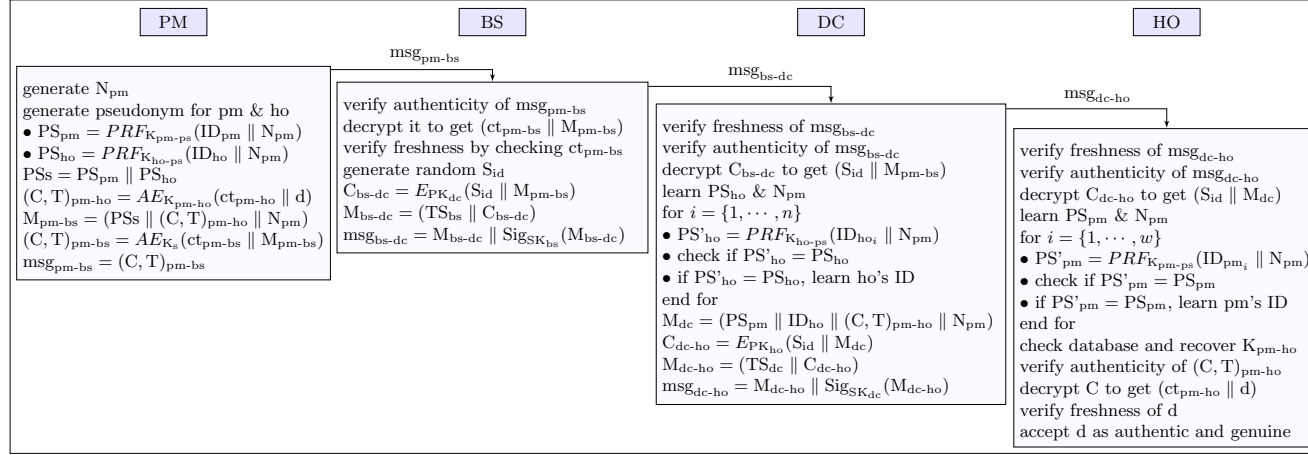 PM
BS
DC
HO
msg_pm-bs
msg_bs-dc
msg_dc-ho
generate N_pm
generate pseudonym for pm & ho
• PS_pm = PRF_K_pm-ps(ID_pm ∥ N_pm)
• PS_ho = PRF_K_ho-ps(ID_ho ∥ N_pm)
PSs = PS_pm ∥ PS_ho
(C, T)_pm-ho = AE_K_pm-ho(ct_pm-ho ∥ d)
M_pm-bs = (PSs ∥ (C, T)_pm-ho ∥ N_pm)
(C, T)_pm-bs = AE_K_s(ct_pm-bs ∥ M_pm-bs)
msg_pm-bs = (C, T)_pm-bs
verify authenticity of msg_pm-bs
decrypt it to get (ct_pm-bs ∥ M_pm-bs)
verify freshness by checking ct_pm-bs
generate random S_id
C_bs-dc = E_PK_dc(S_id ∥ M_pm-bs)
M_bs-dc = (TS_bs ∥ C_bs-dc)
msg_bs-dc = M_bs-dc ∥ Sig_SK_bs(M_bs-dc)
verify freshness of msg_bs-dc
verify authenticity of msg_bs-dc
decrypt C_bs-dc to get (S_id ∥ M_pm-bs)
learn PS_ho & N_pm
for i = {1, ⋯ , n}
• PS'_ho = PRF_K_ho-ps(ID_ho_i ∥ N_pm)
• check if PS'_ho = PS_ho
• if PS'_ho = PS_ho, learn ho's ID
end for
M_dc = (PS_pm ∥ ID_ho ∥ (C, T)_pm-ho ∥ N_pm)
C_dc-ho = E_PK_ho(S_id ∥ M_dc)
M_dc-ho = (TS_dc ∥ C_dc-ho)
msg_dc-ho = M_dc-ho ∥ Sig_SK_dc(M_dc-ho)
verify freshness of msg_dc-ho
verify authenticity of msg_dc-ho
decrypt C_dc-ho to get (S_id ∥ M_dc)
learn PS_pm & N_pm
for i = {1, ⋯ , w}
• PS'_pm = PRF_K_pm-ps(ID_pm_i ∥ N_pm)
• check if PS'_pm = PS_pm
• if PS'_pm = PS_pm, learn pm's ID
end for
check database and recover K_pm-ho
verify authenticity of (C, T)_pm-ho
decrypt C to get (ct_pm-ho ∥ d)
verify freshness of d
accept d as authentic and genuine